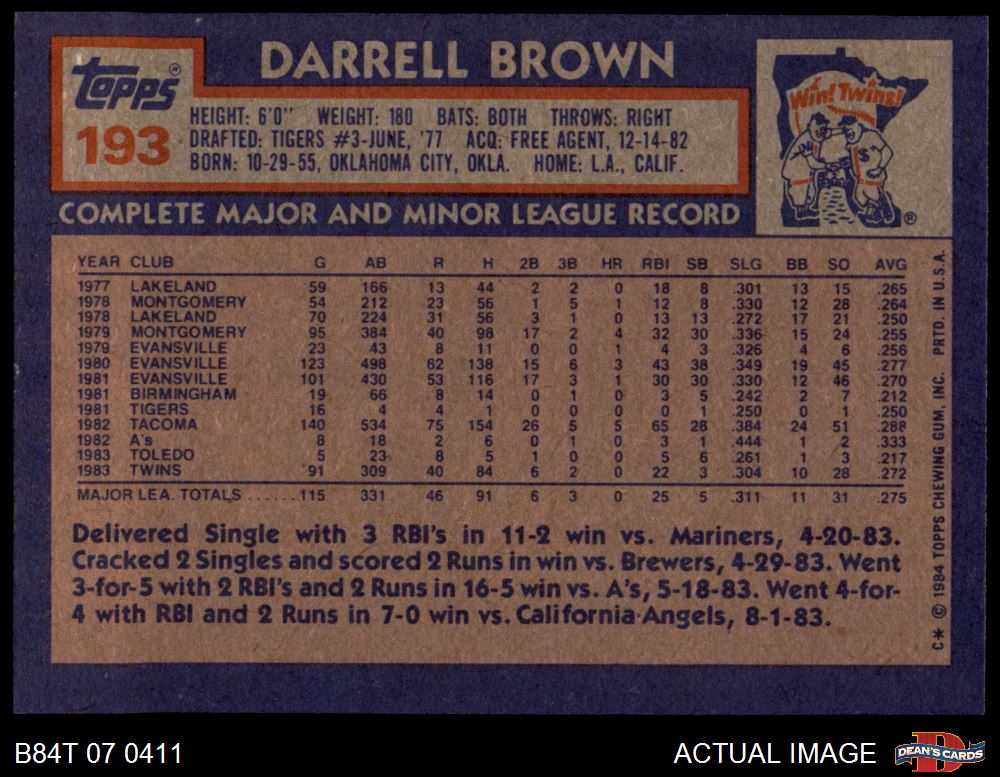 Topps ®
193
DARRELL BROWN
HEIGHT: 6'0" WEIGHT: 180 BATS: BOTH THROWS: RIGHT
DRAFTED: TIGERS #3-JUNE, '77 ACQ: FREE AGENT, 12-14-82
BORN: 10-29-55, OKLAHOMA CITY, OKLA. HOME: L.A., CALIF.
Win! Twins!
®
COMPLETE MAJOR AND MINOR LEAGUE RECORD
YEAR CLUB G AB R H 2B 3B HR RBI SB SLG BB SO AVG
1977 LAKELAND 59 166 13 44 2 2 0 18 8 .301 13 15 .265
1978 MONTGOMERY 54 212 23 56 1 5 1 12 8 .330 12 28 .264
1978 LAKELAND 70 224 31 56 3 1 0 13 13 .272 17 21 .250
1979 MONTGOMERY 95 384 40 98 17 2 4 32 30 .336 15 24 .255
1979 EVANSVILLE 23 43 8 11 0 0 1 4 3 .326 4 6 .256
1980 EVANSVILLE 123 498 62 138 15 6 3 43 38 .349 19 45 .277
1981 EVANSVILLE 101 430 53 116 17 3 1 30 30 .330 12 46 .270
1981 BIRMINGHAM 19 66 8 14 0 1 0 3 5 .242 2 7 .212
1981 TIGERS 16 4 4 1 0 0 0 0 1 .250 0 1 .250
1982 TACOMA 140 534 75 154 26 5 5 65 28 .384 24 51 .288
1982 A's 8 18 2 6 0 1 0 3 1 .444 1 2 .333
1983 TOLEDO 5 23 8 5 1 0 0 5 6 .261 1 3 .217
1983 TWINS 91 309 40 84 6 2 0 22 3 .304 10 28 .272
MAJOR LEA. TOTALS ...... 115 331 46 91 6 3 0 25 5 .311 11 31 .275
Delivered Single with 3 RBI's in 11-2 win vs. Mariners, 4-20-83.
Cracked 2 Singles and scored 2 Runs in win vs. Brewers, 4-29-83. Went
3-for-5 with 2 RBI's and 2 Runs in 16-5 win vs. A's, 5-18-83. Went 4-for-
4 with RBI and 2 Runs in 7-0 win vs. California Angels, 8-1-83.
C* © 1984 TOPPS CHEWING GUM, INC. PRTD. IN U.S.A.
B84T 07 0411
ACTUAL IMAGE
DEAN'S CARDS